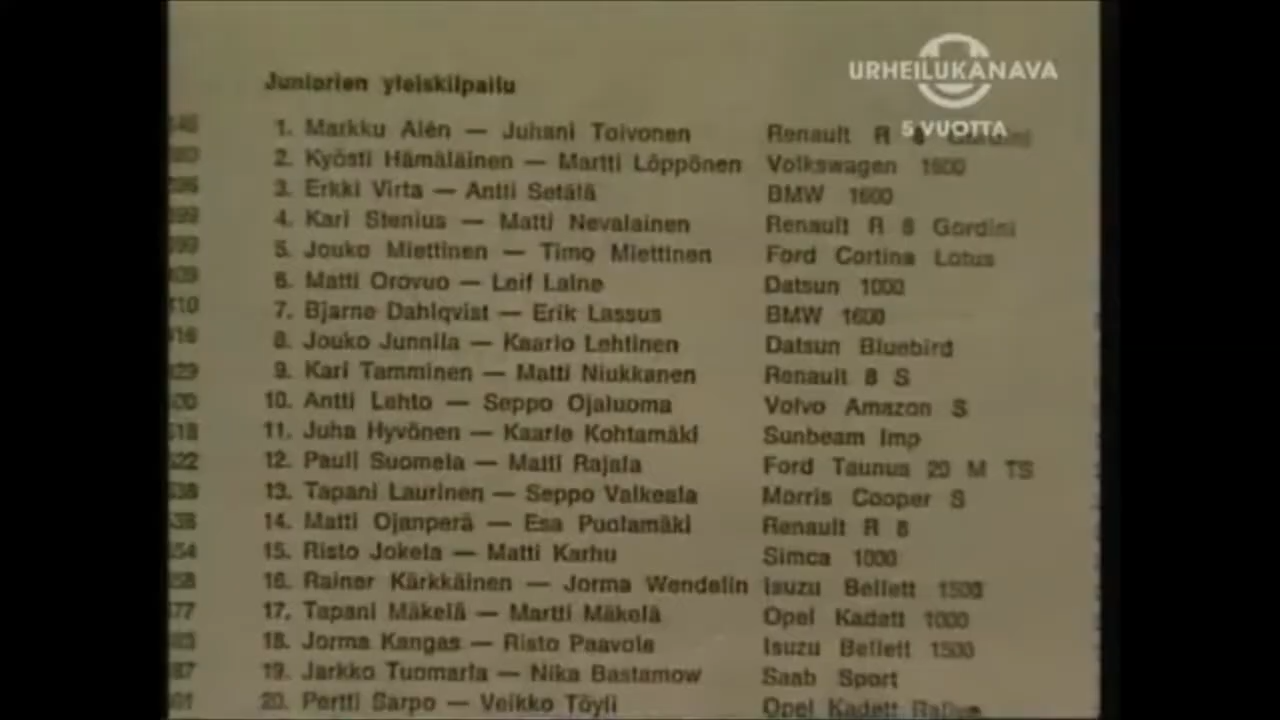 URHEILUKANAVA
5 VUOTTA
Juniorien yleiskilpailu
1. Markku Alén — Juhani Toivonen Renault R 8 Gordini
2. Kyösti Hämäläinen — Martti Löppönen Volkswagen 1600
3. Erkki Virta — Antti Setälä BMW 1600
4. Kari Stenius — Matti Nevalainen Renault R 8 Gordini
5. Jouko Miettinen — Timo Miettinen Ford Cortina Lotus
6. Matti Orovuo — Leif Laine Datsun 1000
7. Bjarne Dahlqvist — Erik Lassus BMW 1600
8. Jouko Junnila — Kaarlo Lehtinen Datsun Bluebird
9. Kari Tamminen — Matti Niukkanen Renault 8 S
10. Antti Lehto — Seppo Ojaluoma Volvo Amazon S
11. Juha Hyvönen — Kaarle Kohtamäki Sunbeam Imp
12. Pauli Suomela — Matti Rajala Ford Taunus 20 M TS
13. Tapani Laurinen — Seppo Valkeala Morris Cooper S
14. Matti Ojanperä — Esa Puolamäki Renault R 8
15. Risto Jokela — Matti Karhu Simca 1000
16. Rainer Kärkkäinen — Jorma Wendelin Isuzu Bellett 1500
17. Tapani Mäkelä — Martti Mäkelä Opel Kadett 1000
18. Jorma Kangas — Risto Paavola Isuzu Bellett 1500
19. Jarkko Tuomarla — Nika Bastamow Saab Sport
20. Pertti Sarpo — Veikko Töyli Opel Kadett Rallye